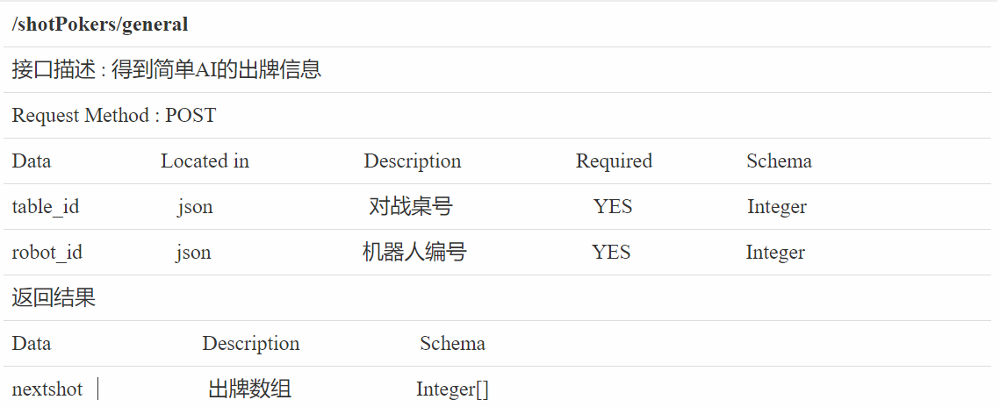 /shotPokers/general
接口描述 : 得到简单AI的出牌信息
Request Method : POST
Data Located in Description Required Schema
table_id json 对战桌号 YES Integer
robot_id json 机器人编号 YES Integer
返回结果
Data Description Schema
nextshot 出牌数组 Integer[]